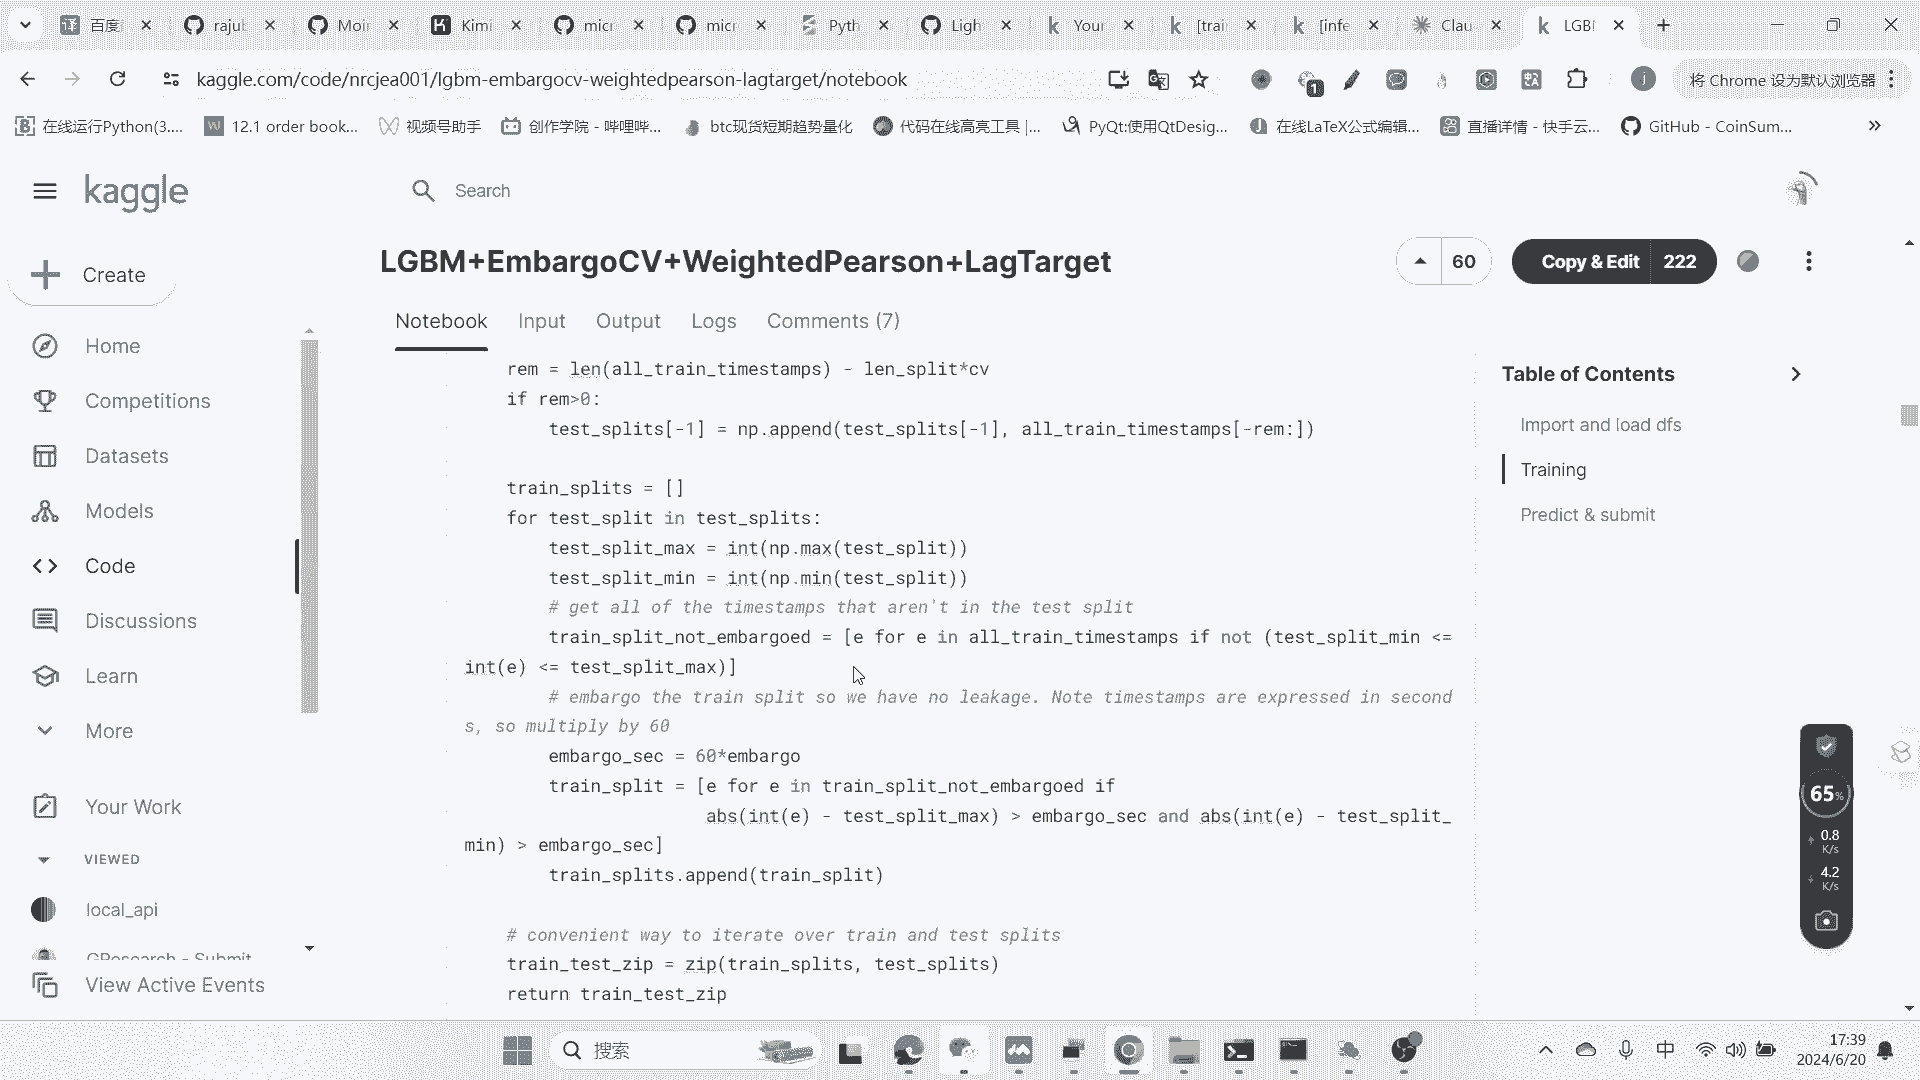 百度
rajub
Moin
Kimi
micr
micr
Pyth
Ligh
Your
[train
[infe
Clau
LGBM
kaggle.com/code/nrcjea001/lgbm-embargocv-weightedpearson-lagtarget/notebook
1
j
将 Chrome 设为默认浏览器
在线运行Python(3....
12.1 order book...
视频号助手
创作学院 - 哔哩哔...
btc现货短期趋势量化
代码在线高亮工具 |...
PyQt:使用QtDesig...
在线LaTeX公式编辑...
直播详情 - 快手云...
GitHub - CoinSum...
kaggle
Search
Create
Home
Competitions
Datasets
Models
Code
Discussions
Learn
More
Your Work
VIEWED
local_api
GResearch - Submit
View Active Events
LGBM+EmbargoCV+WeightedPearson+LagTarget
60
Copy & Edit 222
Notebook
Input
Output
Logs
Comments (7)
rem = len(all_train_timestamps) - len_split*cv
if rem>0:
test_splits[-1] = np.append(test_splits[-1], all_train_timestamps[-rem:])
train_splits = []
for test_split in test_splits:
test_split_max = int(np.max(test_split))
test_split_min = int(np.min(test_split))
# get all of the timestamps that aren't in the test split
train_split_not_embargoed = [e for e in all_train_timestamps if not (test_split_min <=
int(e) <= test_split_max)]
# embargo the train split so we have no leakage. Note timestamps are expressed in second
s, so multiply by 60
embargo_sec = 60*embargo
train_split = [e for e in train_split_not_embargoed if
abs(int(e) - test_split_max) > embargo_sec and abs(int(e) - test_split_
min) > embargo_sec]
train_splits.append(train_split)
# convenient way to iterate over train and test splits
train_test_zip = zip(train_splits, test_splits)
return train_test_zip
Table of Contents
Import and load dfs
Training
Predict & submit
65%
0.8
K/s
4.2
K/s
搜索
中
17:39
2024/6/20